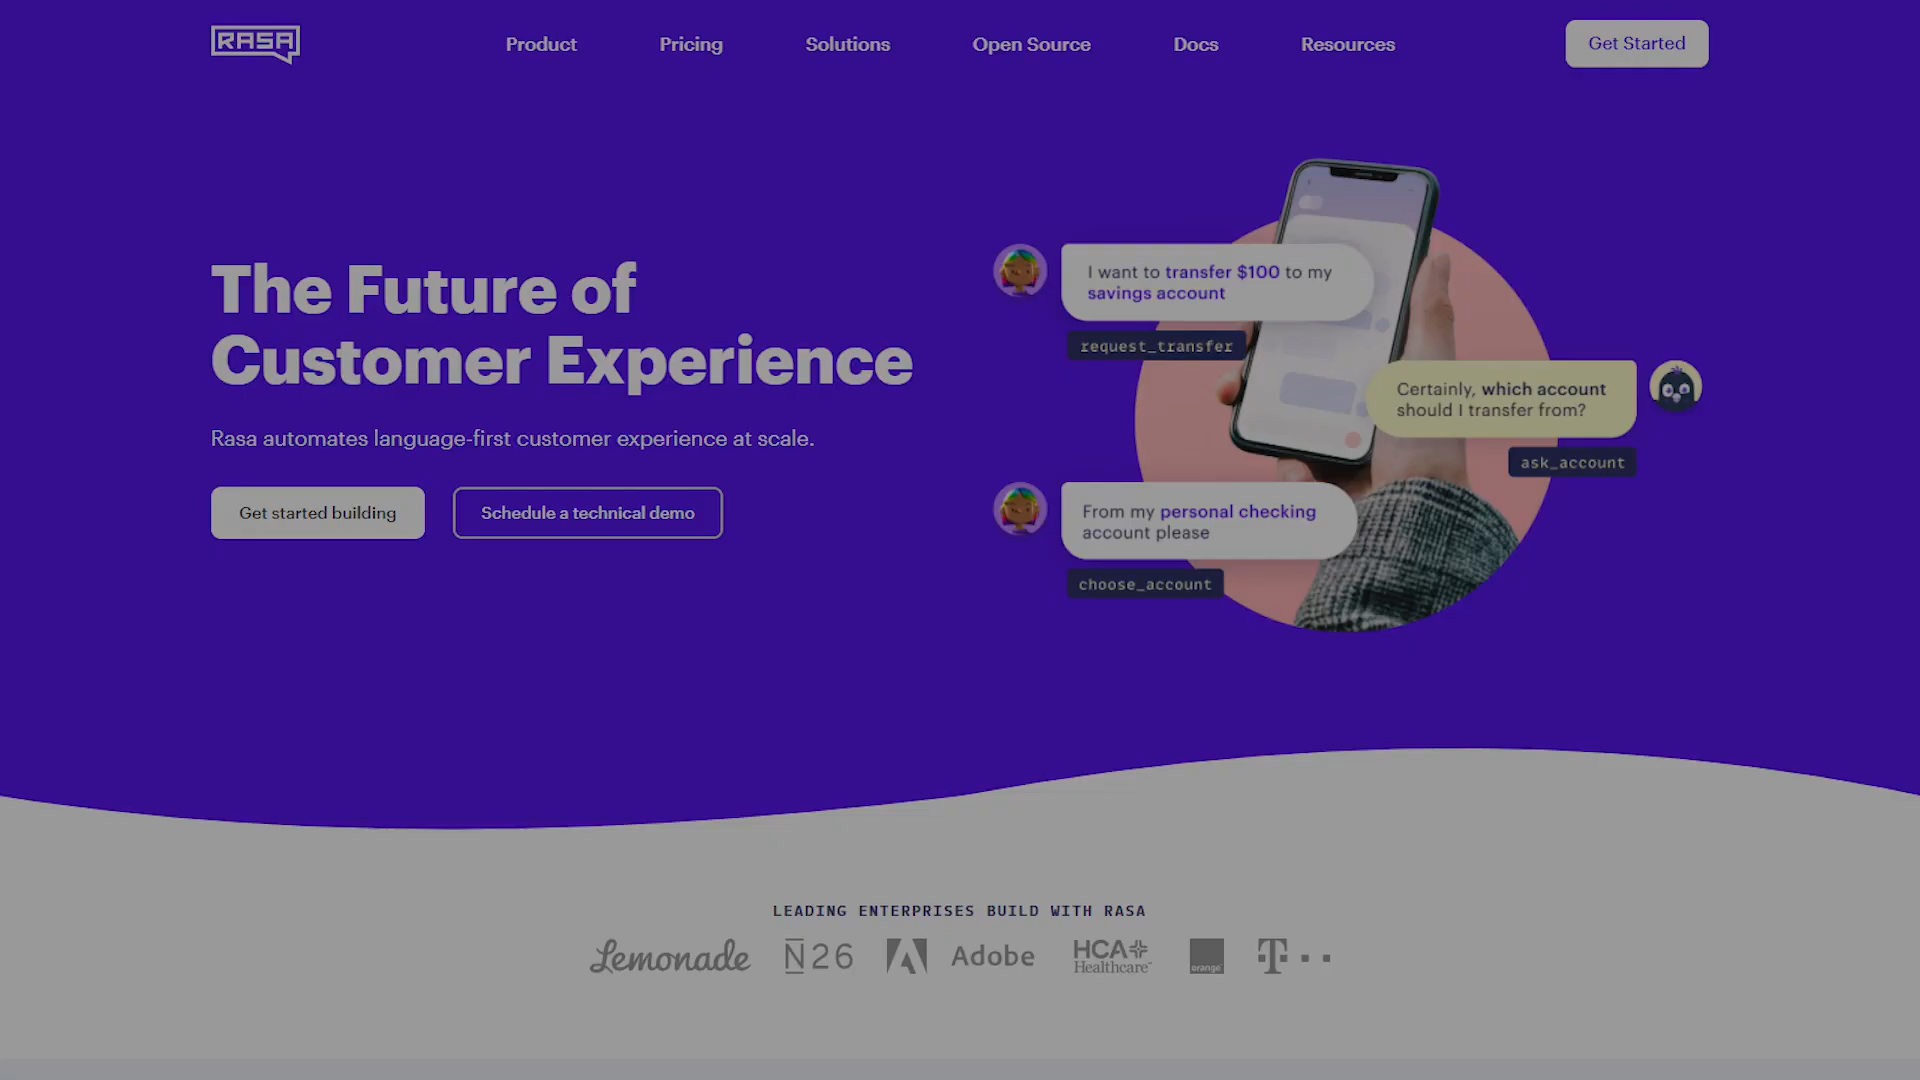 RASA
Product
Pricing
Solutions
Open Source
Docs
Resources
Get Started
The Future of
Customer Experience
Rasa automates language-first customer experience at scale.
Get started building
Schedule a technical demo
I want to transfer $100 to my
savings account
request_transfer
Certainly, which account
should I transfer from?
ask_account
From my personal checking
account please
choose_account
LEADING ENTERPRISES BUILD WITH RASA
Lemonade
N26
Adobe
HCA
Healthcare™
orange™
T